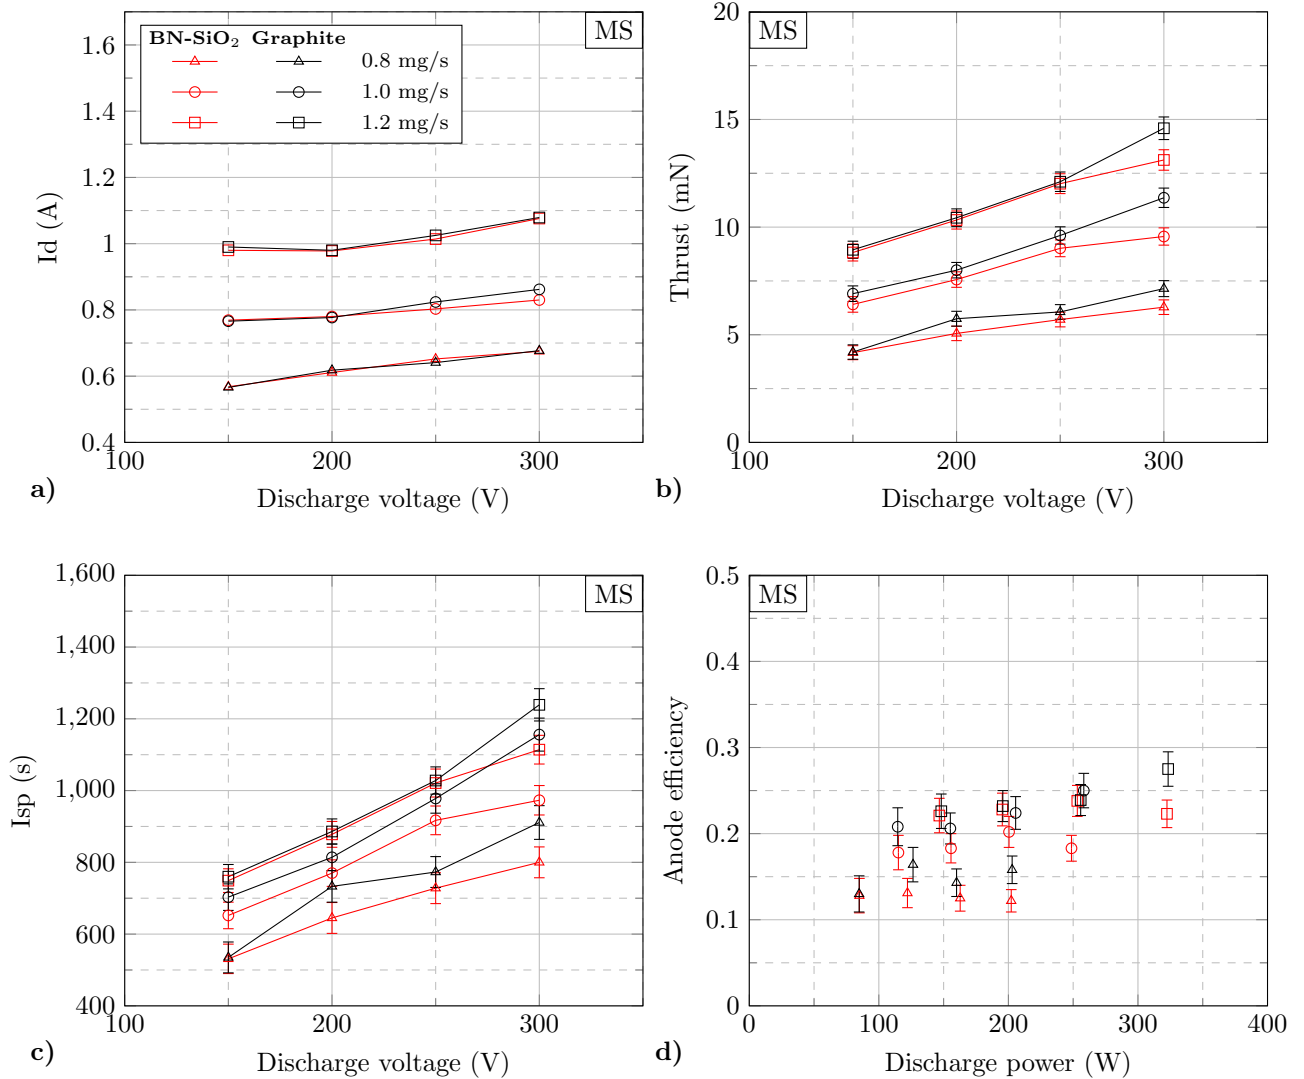 MS
BN-SiO₂ Graphite
0.8 mg/s
1.0 mg/s
1.2 mg/s
1.6
1.4
1.2
1
0.8
0.6
0.4
100 200 300
Id (A)
Discharge voltage (V)
a)
MS
20
15
10
5
0
100 200 300
Thrust (mN)
Discharge voltage (V)
b)
MS
1,600
1,400
1,200
1,000
800
600
400
100 200 300
Isp (s)
Discharge voltage (V)
c)
MS
0.5
0.4
0.3
0.2
0.1
0
0 100 200 300 400
Anode efficiency
Discharge power (W)
d)